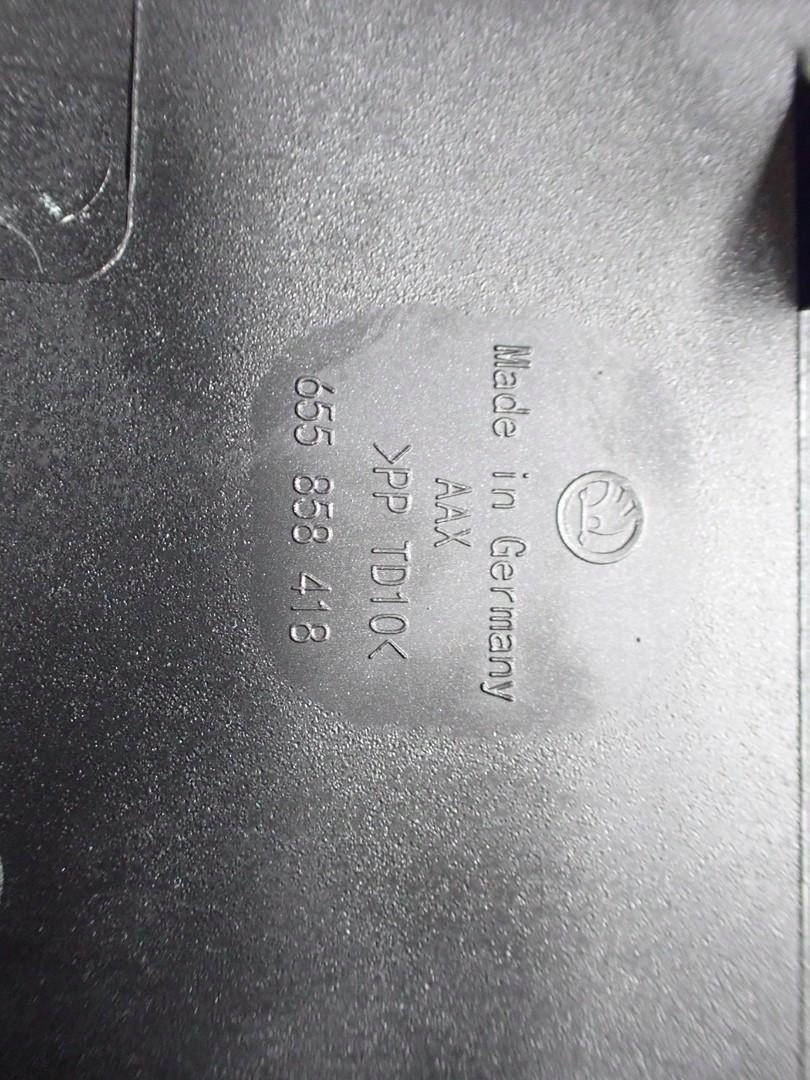 Made in Germany
AAX
>PP TD10<
655 858 418